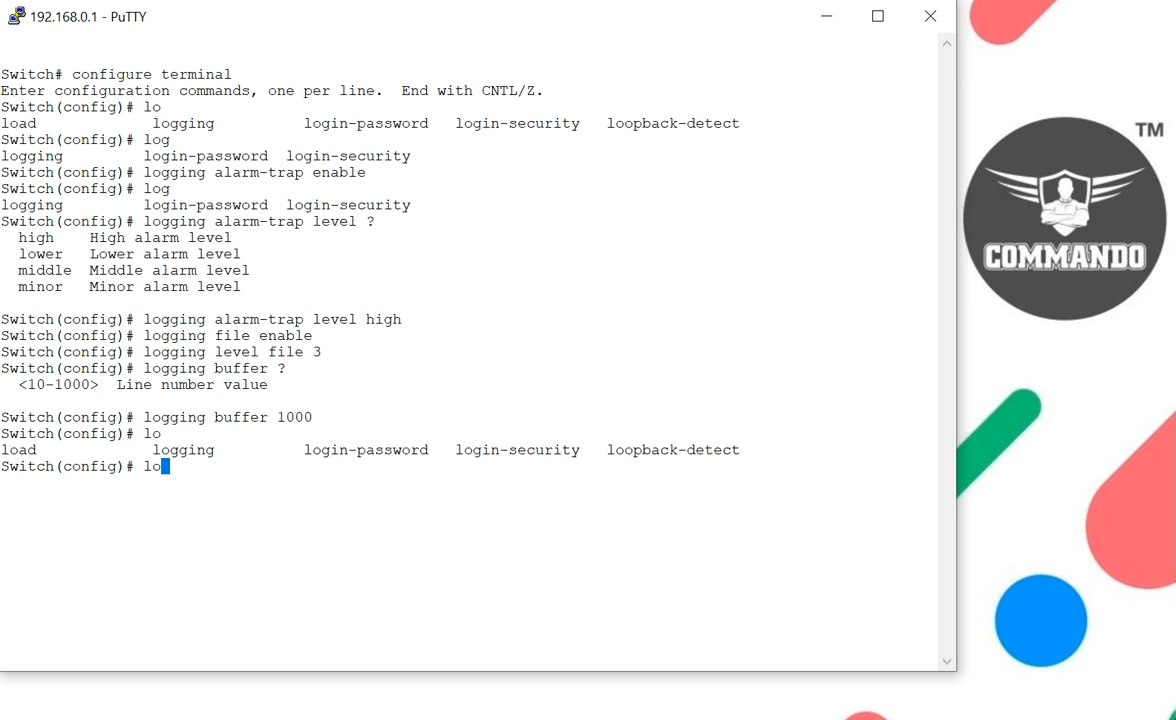 192.168.0.1 - PuTTY
Switch# configure terminal
Enter configuration commands, one per line.  End with CNTL/Z.
Switch(config)# lo
load             logging          login-password   login-security   loopback-detect
Switch(config)# log
logging         login-password  login-security
Switch(config)# logging alarm-trap enable
Switch(config)# log
logging         login-password  login-security
Switch(config)# logging alarm-trap level ?
  high    High alarm level
  lower   Lower alarm level
  middle  Middle alarm level
  minor   Minor alarm level
Switch(config)# logging alarm-trap level high
Switch(config)# logging file enable
Switch(config)# logging level file 3
Switch(config)# logging buffer ?
  <10-1000>  Line number value
Switch(config)# logging buffer 1000
Switch(config)# lo
load             logging          login-password   login-security   loopback-detect
Switch(config)# lo
TM
COMMANDO